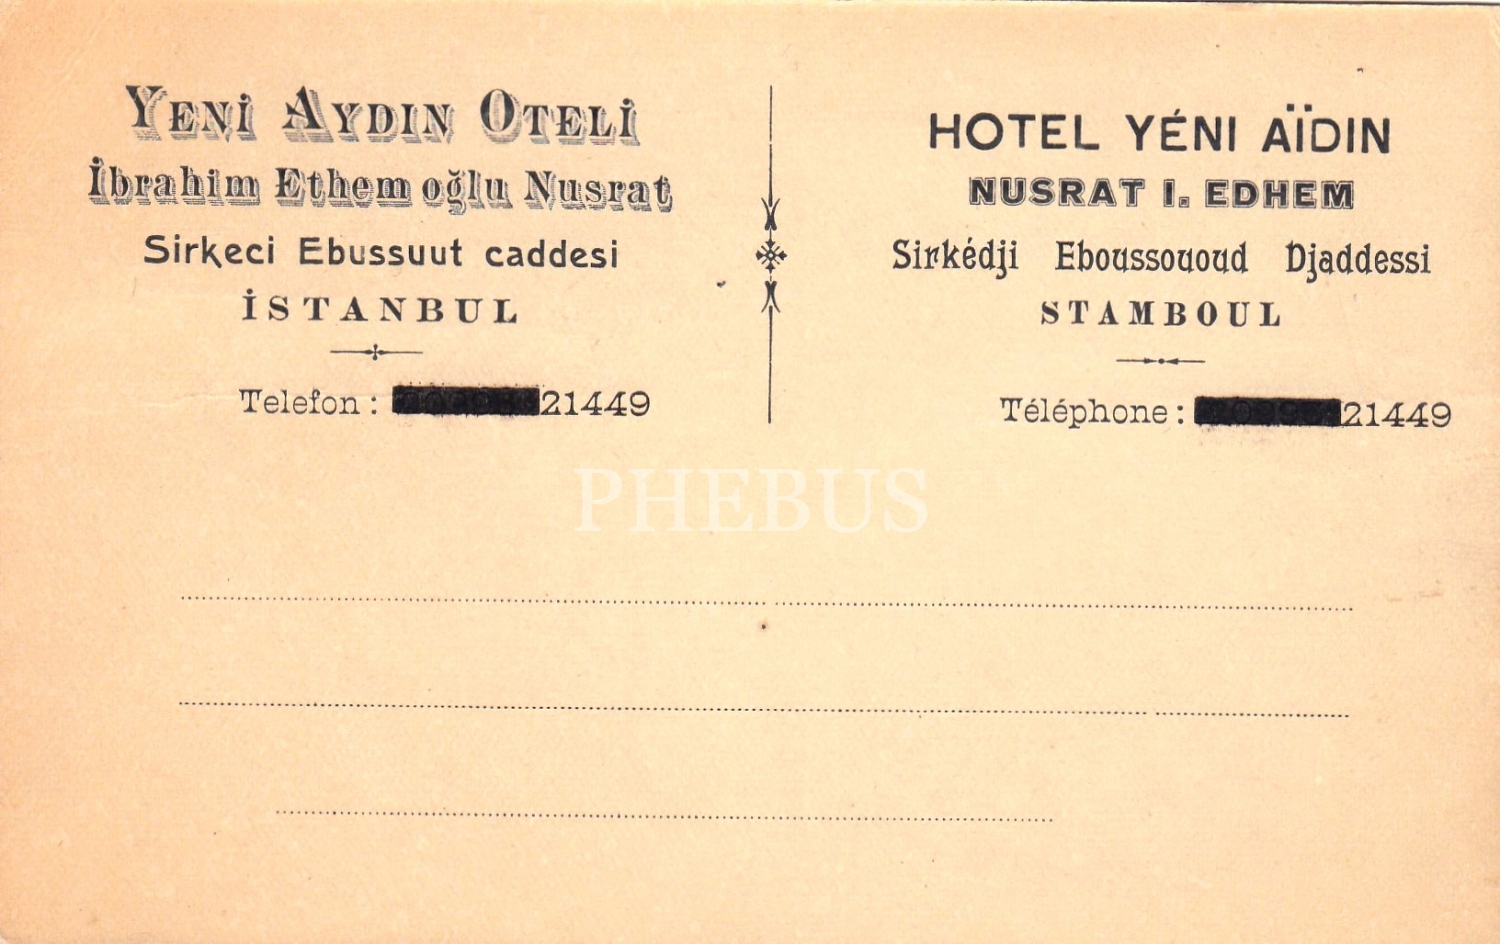 YENİ AYDIN OTELİ
İbrahim Ethem oğlu Nusrat
Sirkeci Ebussuut caddesi
İSTANBUL
Telefon : 21449
HOTEL YÉNI AÏDIN
NUSRAT I. EDHEM
Sirkédji Eboussououd Djaddessi
STAMBOUL
Téléphone : 21449
PHEBUS